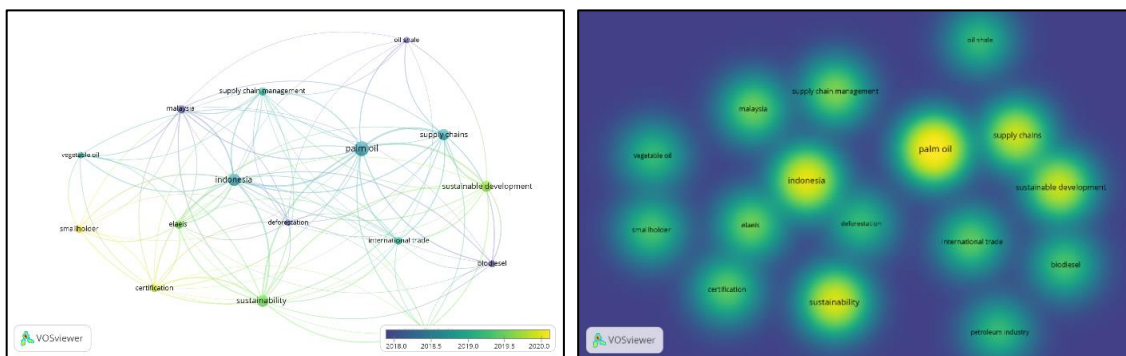 oil shale
supply chain management
malaysia
supply chains
palm oil
vegetable oil
indonesia
sustainable development
smallholder
elaeis
deforestation
international trade
biodiesel
certification
sustainability
VOSviewer
2018.0 2018.5 2019.0 2019.5 2020.0
oil shale
supply chain management
malaysia
supply chains
palm oil
vegetable oil
indonesia
sustainable development
smallholder
elaeis
deforestation
international trade
biodiesel
certification
sustainability
petroleum industry
VOSviewer